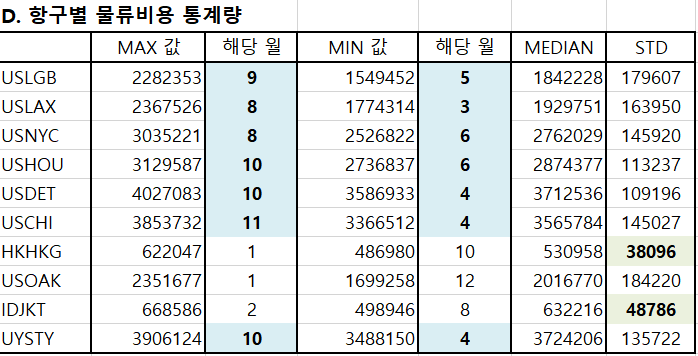 D. 항구별 물류비용 통계량
MAX 값 해당 월 MIN 값 해당 월 MEDIAN STD
USLGB 2282353 9 1549452 5 1842228 179607
USLAX 2367526 8 1774314 3 1929751 163950
USNYC 3035221 8 2526822 6 2762029 145920
USHOU 3129587 10 2736837 6 2874377 113237
USDET 4027083 10 3586933 4 3712536 109196
USCHI 3853732 11 3366512 4 3565784 145027
HKHKG 622047 1 486980 10 530958 38096
USOAK 2351677 1 1699258 12 2016770 184220
IDJKT 668586 2 498946 8 632216 48786
UYSTY 3906124 10 3488150 4 3724206 135722